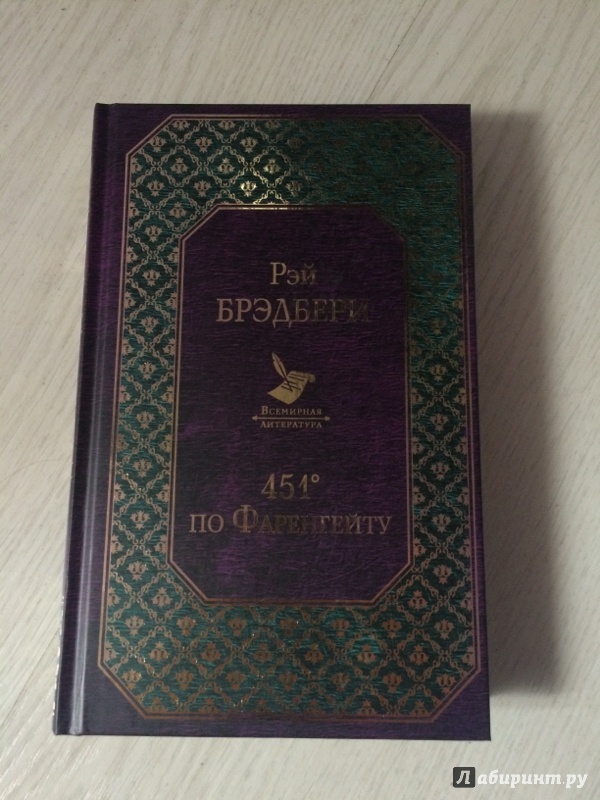 Рэй
БРЭДБЕРИ
Всемирная
литература
451°
по Фаренгейту
Лабиринт.ру